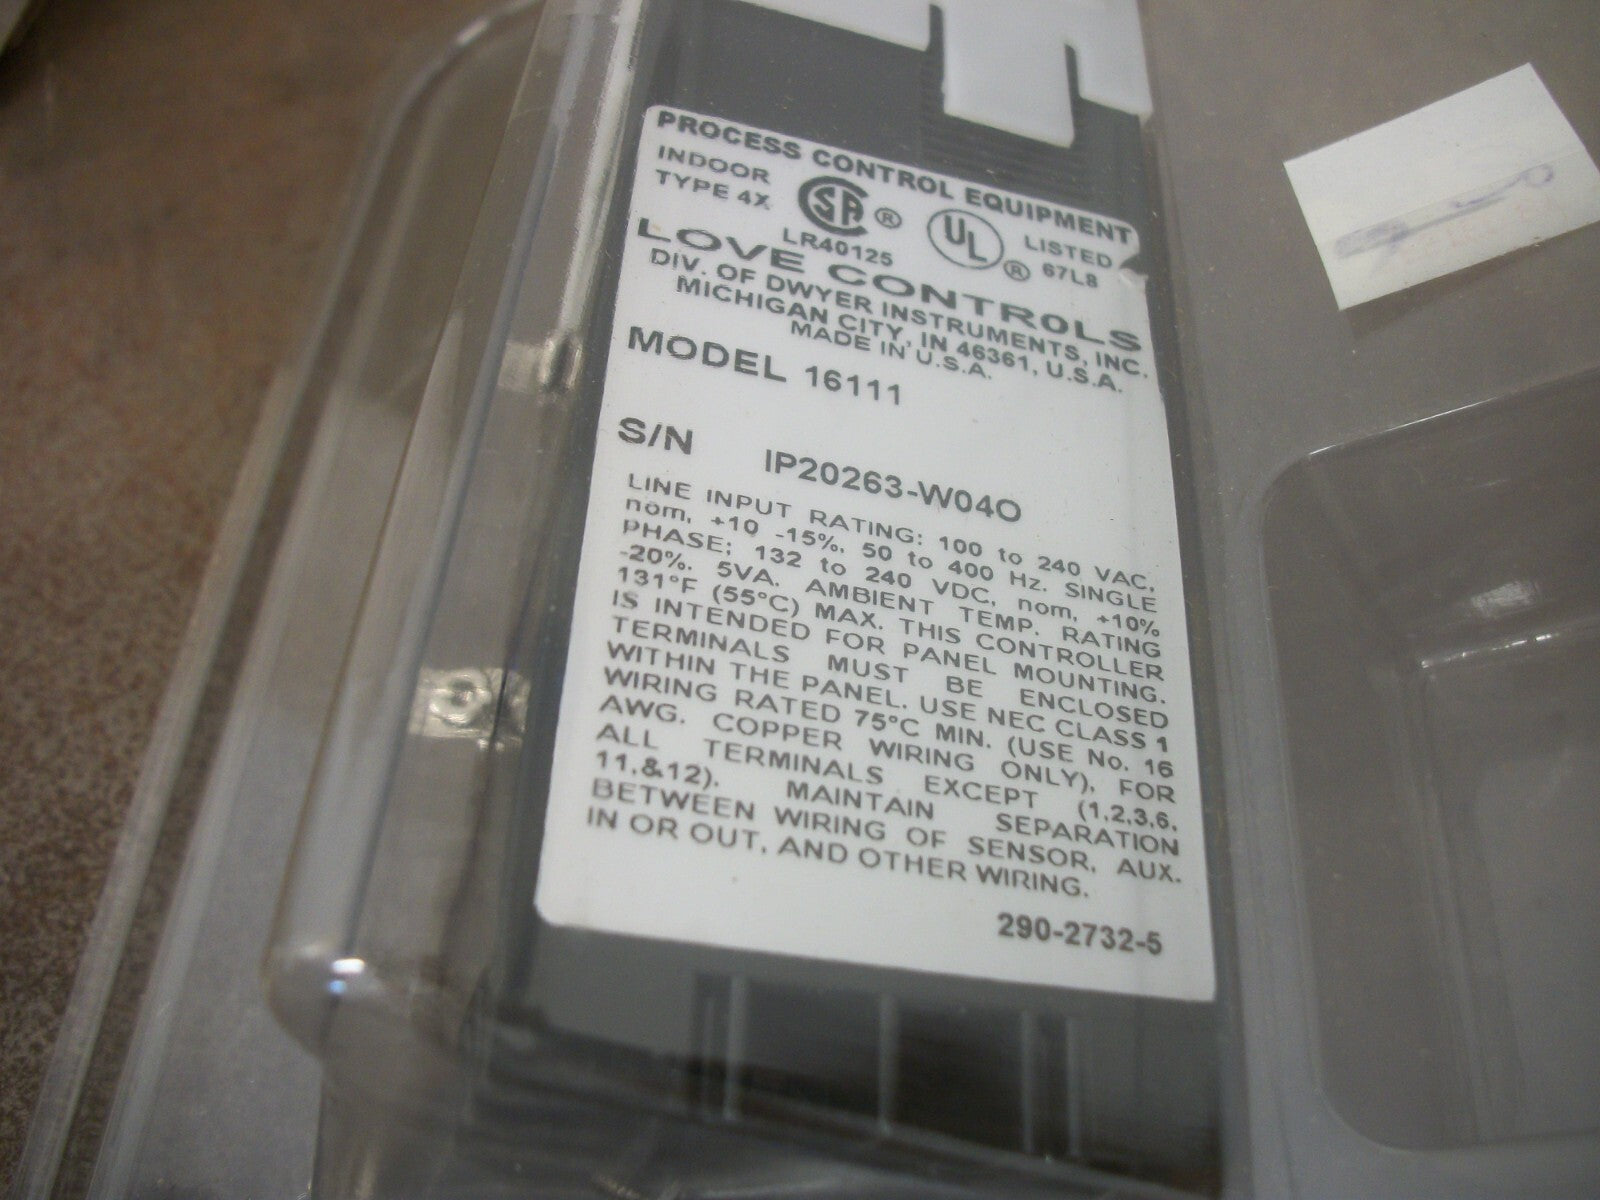 PROCESS CONTROL EQUIPMENT
INDOOR
TYPE 4X
SA ®
LR40125
UL ®
LISTED
67L8
LOVE CONTROLS
DIV. OF DWYER INSTRUMENTS, INC.
MICHIGAN CITY, IN 46361, U.S.A.
MADE IN U.S.A.
MODEL 16111
S/N IP20263-W04O
LINE INPUT RATING: 100 to 240 VAC,
nom, +10 -15%, 50 to 400 Hz. SINGLE
PHASE; 132 to 240 VDC, nom, +10%
-20%. 5VA. AMBIENT TEMP. RATING
131°F (55°C) MAX. THIS CONTROLLER
IS INTENDED FOR PANEL MOUNTING.
TERMINALS MUST BE ENCLOSED
WITHIN THE PANEL. USE NEC CLASS 1
WIRING RATED 75°C MIN. (USE No. 16
AWG. COPPER WIRING ONLY), FOR
ALL TERMINALS EXCEPT (1,2,3,6,
11,&12). MAINTAIN SEPARATION
BETWEEN WIRING OF SENSOR, AUX.
IN OR OUT, AND OTHER WIRING.
290-2732-5